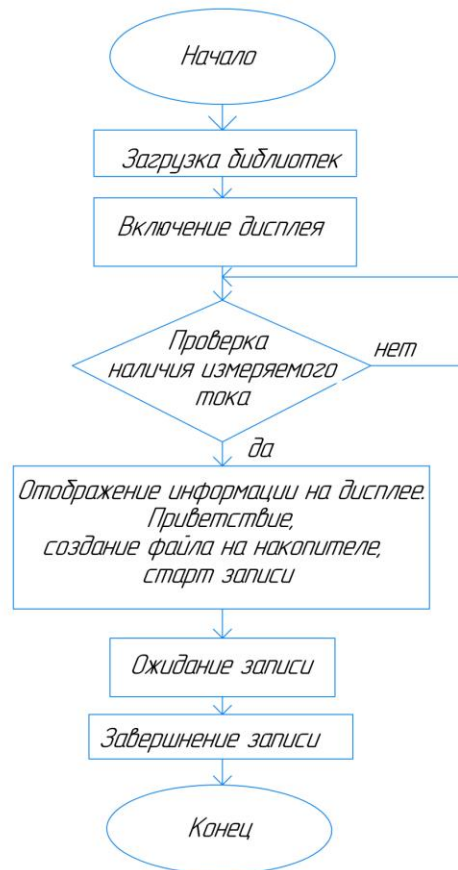 Начало
Загрузка библиотек
Включение дисплея
Проверка
наличия измеряемого
тока
нет
да
Отображение информации на дисплее.
Приветствие,
создание файла на накопителе,
старт записи
Ожидание записи
Завершнение записи
Конец